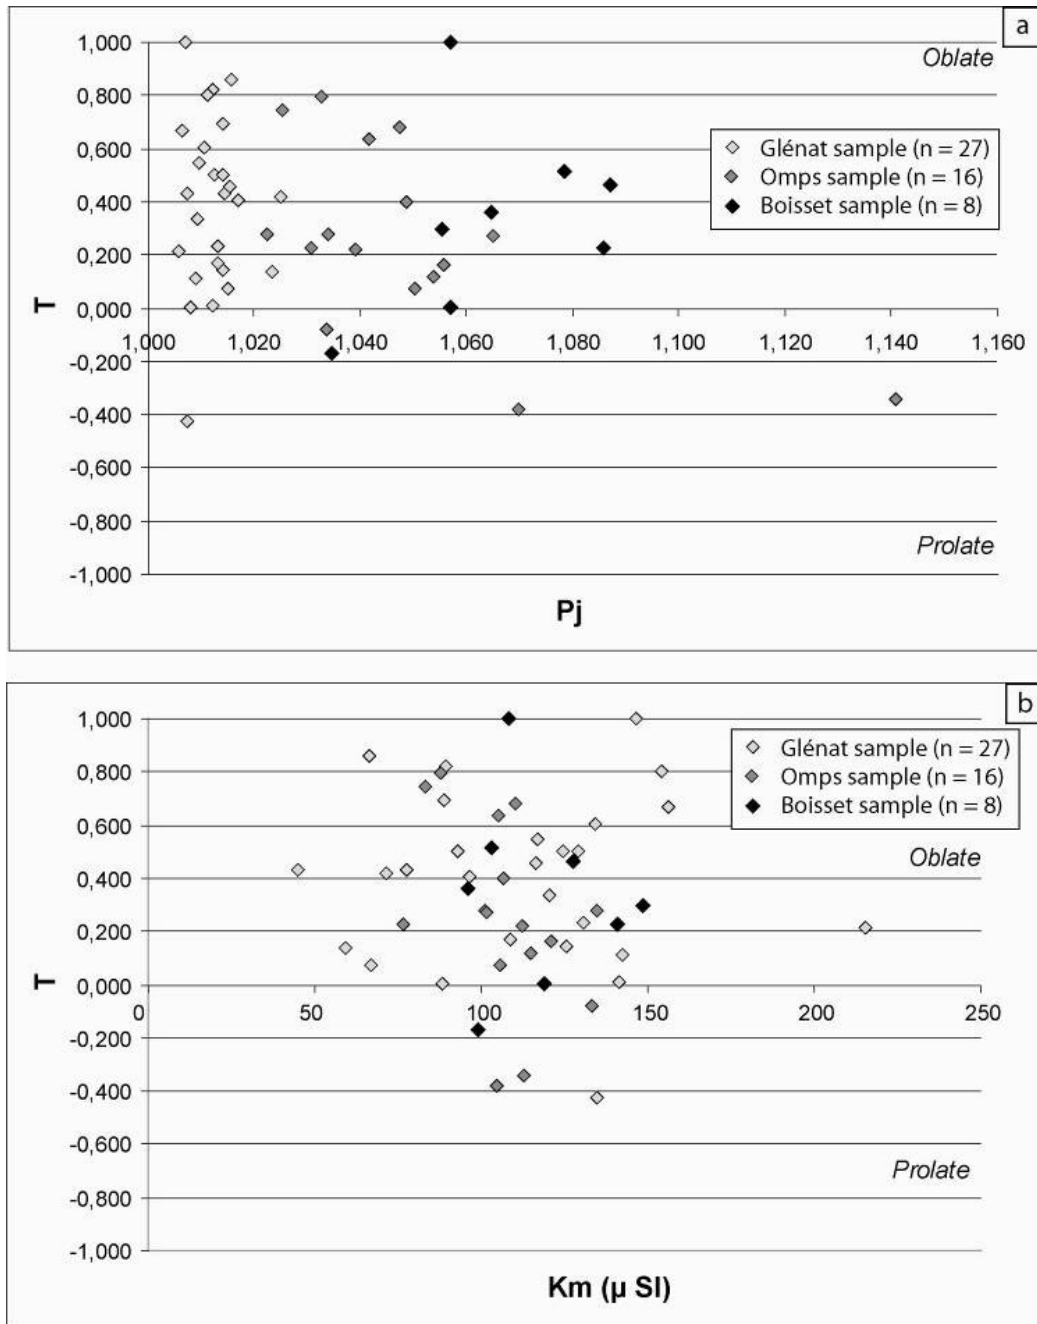 a
1,000
Oblate
0,800
0,600
Glénat sample (n = 27)
Omps sample (n = 16)
Boisset sample (n = 8)
0,400
0,200
T
0,000
1,000 1,020 1,040 1,060 1,080 1,100 1,120 1,140 1,160
-0,200
-0,400
-0,600
-0,800
Prolate
-1,000
Pj
b
1,000
Glénat sample (n = 27)
Omps sample (n = 16)
Boisset sample (n = 8)
0,800
0,600
Oblate
0,400
0,200
T
0,000
0 50 100 150 200 250
-0,200
-0,400
-0,600
Prolate
-0,800
-1,000
Km (µ SI)